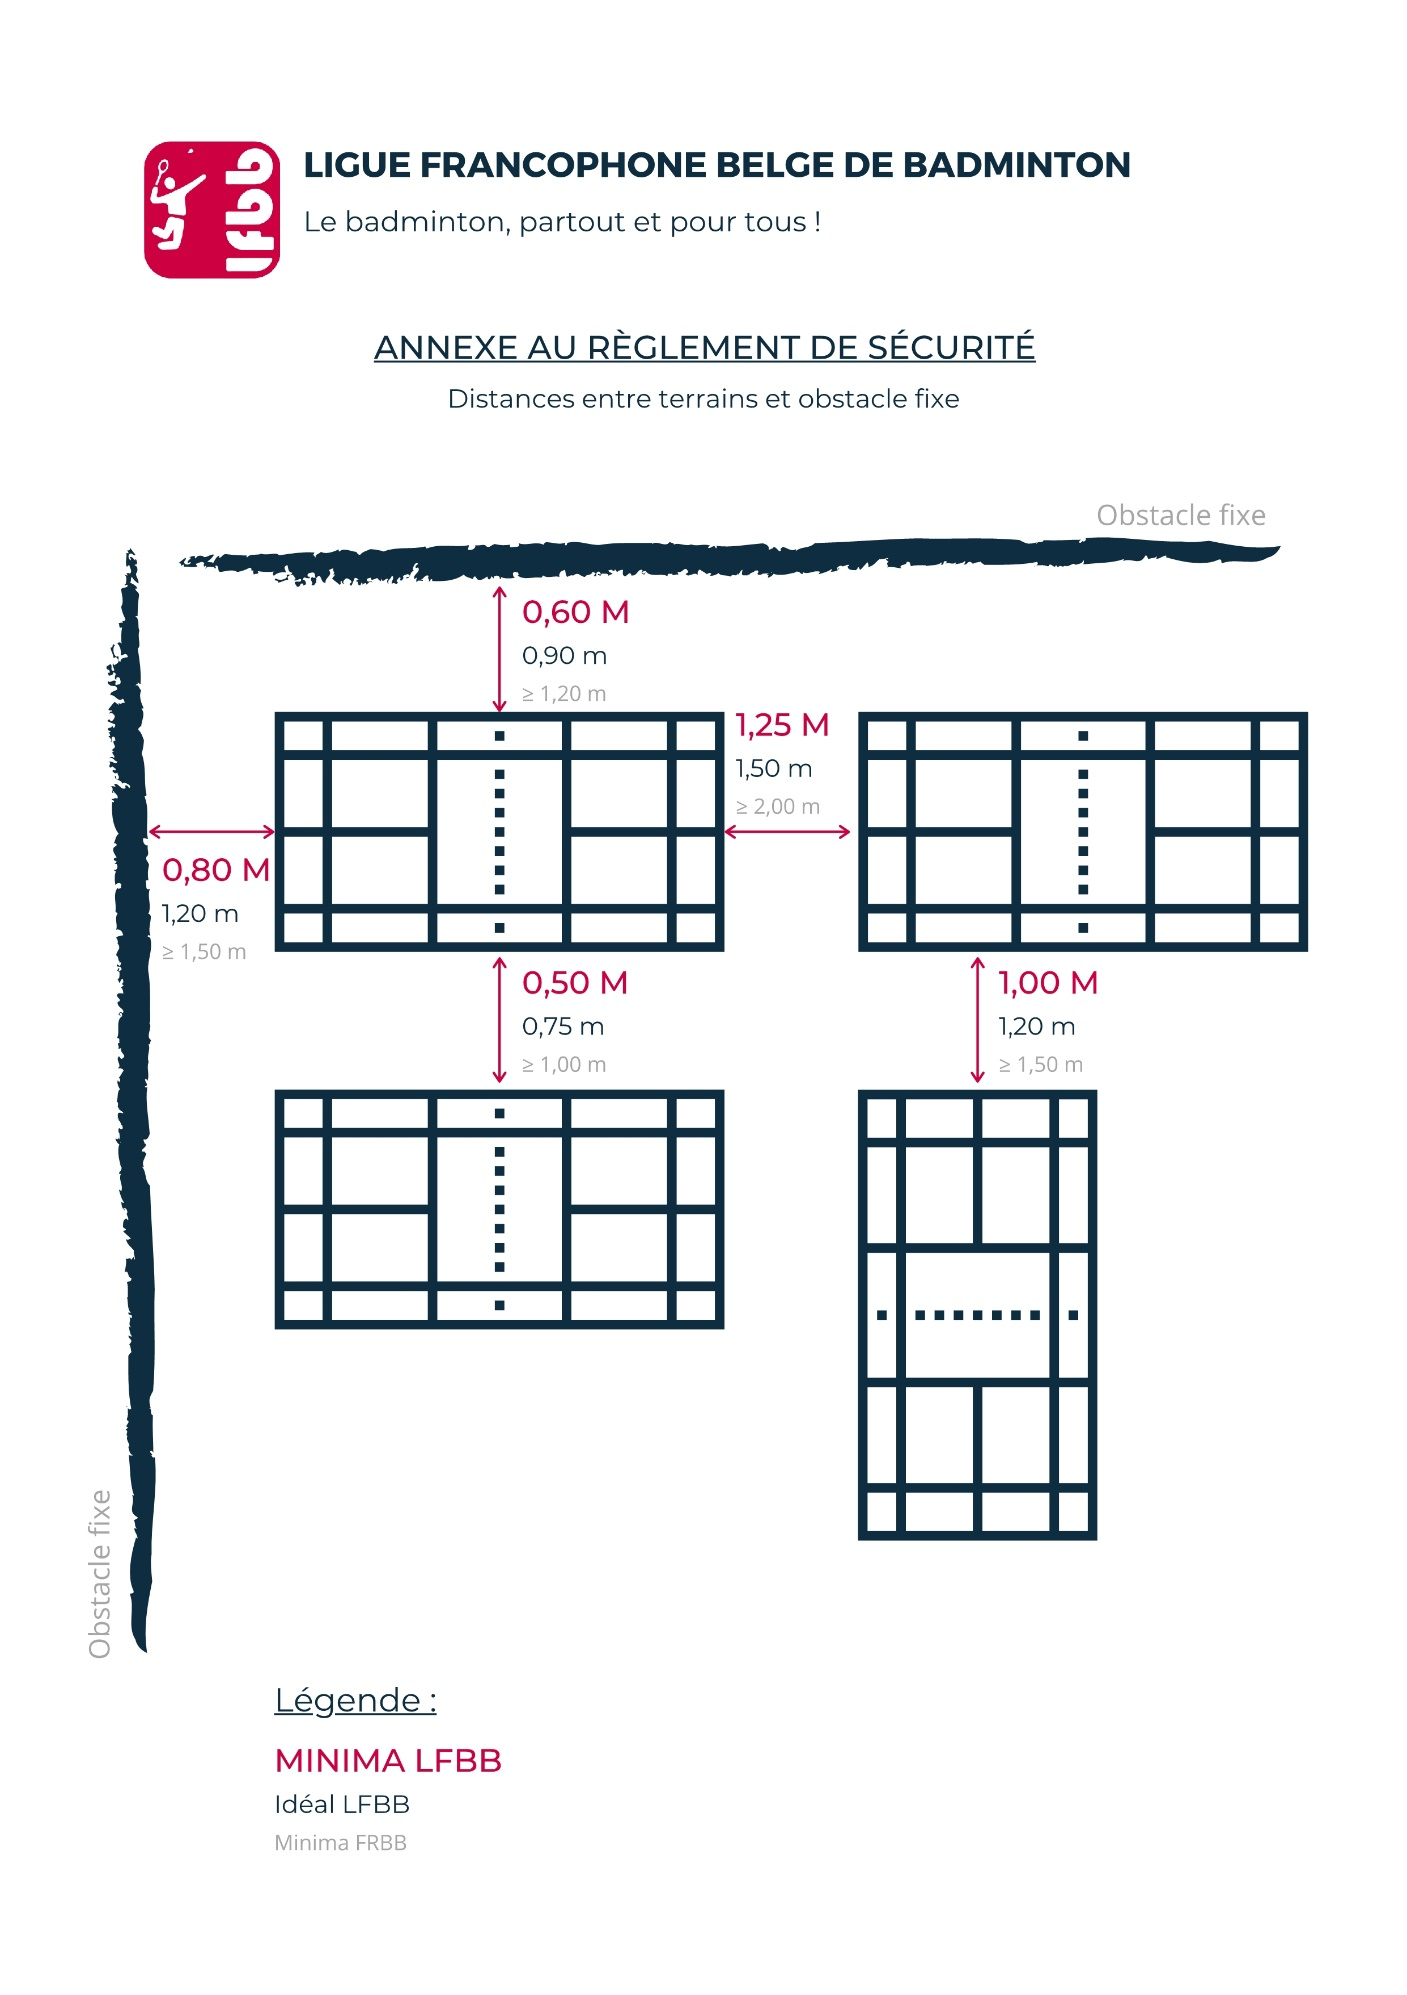 lfbb
LIGUE FRANCOPHONE BELGE DE BADMINTON
Le badminton, partout et pour tous !
ANNEXE AU RÈGLEMENT DE SÉCURITÉ
Distances entre terrains et obstacle fixe
Obstacle fixe
0,60 M
0,90 m
≥ 1,20 m
1,25 M
1,50 m
≥ 2,00 m
0,80 M
1,20 m
≥ 1,50 m
0,50 M
0,75 m
≥ 1,00 m
1,00 M
1,20 m
≥ 1,50 m
Obstacle fixe
Légende :
MINIMA LFBB
Idéal LFBB
Minima FRBB